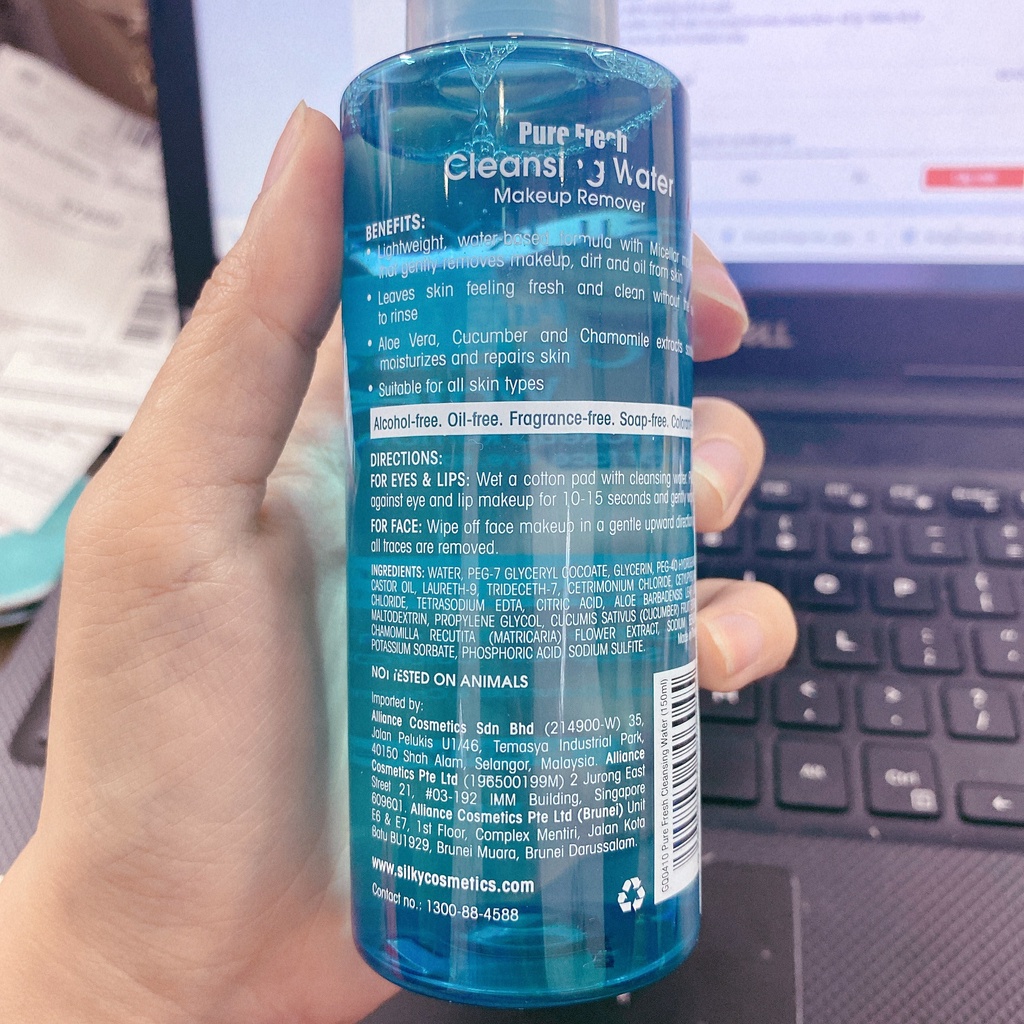 Pure Fresh
Cleansing Water
Makeup Remover
BENEFITS:
• Lightweight, water-based formula with Micellar
that gently removes makeup, dirt and oil from skin
• Leaves skin feeling fresh and clean without the
to rinse
• Aloe Vera, Cucumber and Chamomile extracts
moisturizes and repairs skin
• Suitable for all skin types
Alcohol-free. Oil-free. Fragrance-free. Soap-free.
DIRECTIONS:
FOR EYES & LIPS: Wet a cotton pad with cleansing water.
against eye and lip makeup for 10-15 seconds and gently
FOR FACE: Wipe off face makeup in a gentle upward
all traces are removed.
INGREDIENTS: WATER, PEG-7 GLYCERYL COCOATE, GLYCERIN, PEG-40
CASTOR OIL, LAURETH-9, TRIDECETH-7, CETRIMONIUM CHLORIDE,
CHLORIDE, TETRASODIUM EDTA, CITRIC ACID, ALOE BARBADENSIS
MALTODEXTRIN, PROPYLENE GLYCOL, CUCUMIS SATIVUS (CUCUMBER)
CHAMOMILLA RECUTITA (MATRICARIA) FLOWER EXTRACT, SODIUM
POTASSIUM SORBATE, PHOSPHORIC ACID, SODIUM SULFITE.
Made in
NOT TESTED ON ANIMALS
Imported by:
Alliance Cosmetics Sdn Bhd (214900-W) 35,
Jalan Pelukis U1/46, Temasya Industrial Park,
40150 Shah Alam, Selangor, Malaysia. Alliance
Cosmetics Pte Ltd (196500199M) 2 Jurong East
Street 21, #03-192 IMM Building, Singapore
609601. Alliance Cosmetics Pte Ltd (Brunei) Unit
E6 & E7, 1st Floor, Complex Mentiri, Jalan Kota
Batu BU1929, Brunei Muara, Brunei Darussalam.
www.silkycosmetics.com
Contact no.: 1300-88-4588
GQ0410 Pure Fresh Cleansing Water (150ml)
DELL
Alt
Ctrl